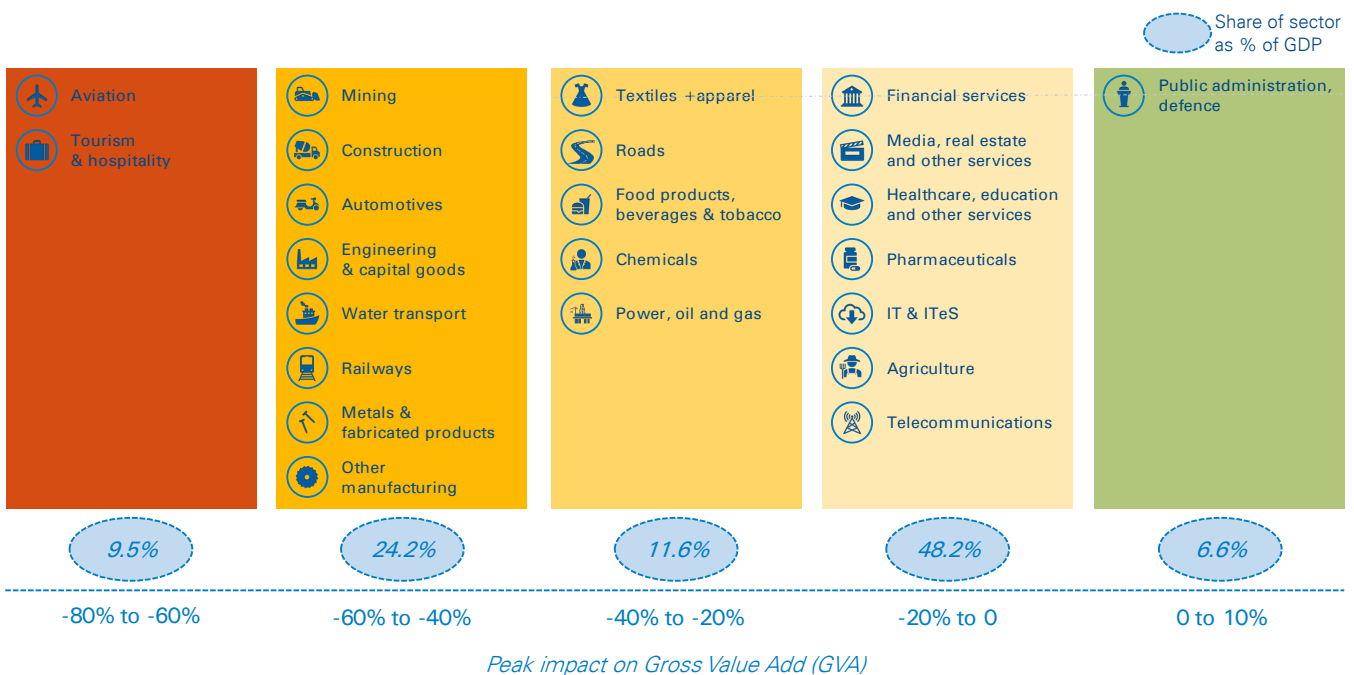 Share of sector
as % of GDP
Aviation
Tourism
& hospitality
Mining
Construction
Automotives
Engineering
& capital goods
Water transport
Railways
Metals &
fabricated products
Other
manufacturing
Textiles +apparel
Roads
Food products,
beverages & tobacco
Chemicals
Power, oil and gas
Financial services
Media, real estate
and other services
Healthcare, education
and other services
Pharmaceuticals
IT & ITeS
Agriculture
Telecommunications
Public administration,
defence
9.5%
24.2%
11.6%
48.2%
6.6%
-80% to -60%
-60% to -40%
-40% to -20%
-20% to 0
0 to 10%
Peak impact on Gross Value Add (GVA)